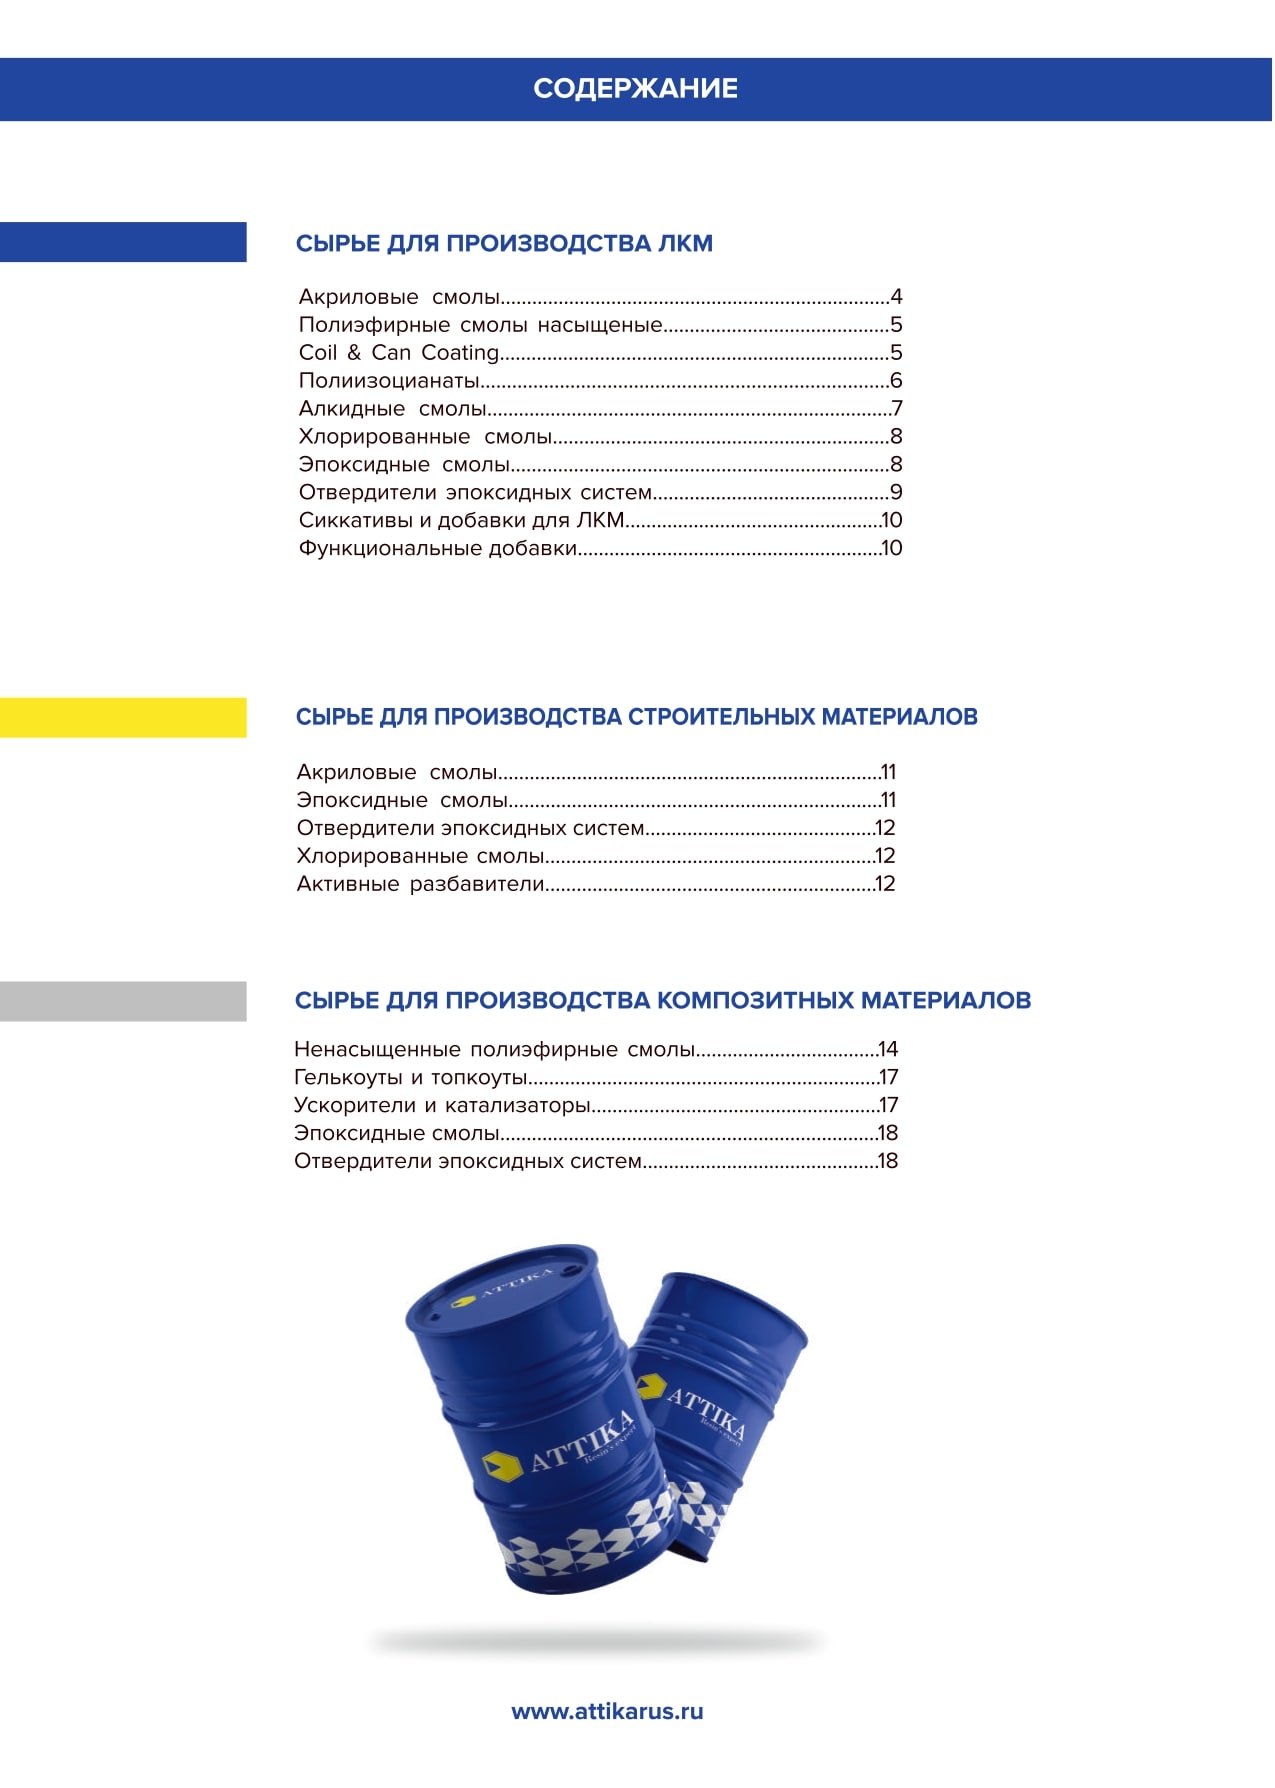 СОДЕРЖАНИЕ
СЫРЬЕ ДЛЯ ПРОИЗВОДСТВА ЛКМ
Акриловые смолы..........................................................................4
Полиэфирные смолы насыщеные...........................................5
Coil & Can Coating..........................................................................5
Полиизоцианаты..............................................................................6
Алкидные смолы.............................................................................7
Хлорированные смолы................................................................8
Эпоксидные смолы........................................................................8
Отвердители эпоксидных систем.............................................9
Сиккативы и добавки для ЛКМ.................................................10
Функциональные добавки..........................................................10
СЫРЬЕ ДЛЯ ПРОИЗВОДСТВА СТРОИТЕЛЬНЫХ МАТЕРИАЛОВ
Акриловые смолы.........................................................................11
Эпоксидные смолы.......................................................................11
Отвердители эпоксидных систем............................................12
Хлорированные смолы...............................................................12
Активные разбавители...............................................................12
СЫРЬЕ ДЛЯ ПРОИЗВОДСТВА КОМПОЗИТНЫХ МАТЕРИАЛОВ
Ненасыщенные полиэфирные смолы...................................14
Гелькоуты и топкоуты...................................................................17
Ускорители и катализаторы.......................................................17
Эпоксидные смолы........................................................................18
Отвердители эпоксидных систем.............................................18
ATTIKA
ATTIKA
Resin's expert
ATTIKA
Resin's expert
www.attikarus.ru